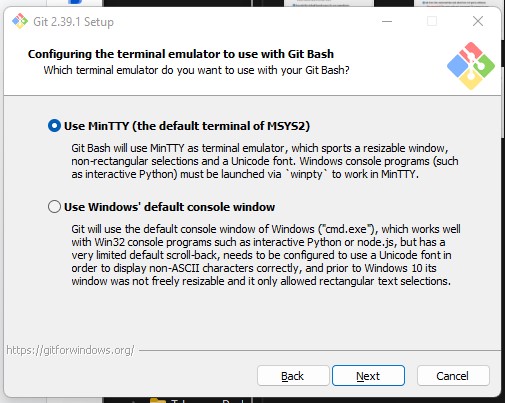 Git 2.39.1 Setup
Configuring the terminal emulator to use with Git Bash
Which terminal emulator do you want to use with your Git Bash?
Use MinTTY (the default terminal of MSYS2)
Git Bash will use MinTTY as terminal emulator, which sports a resizable window,
non-rectangular selections and a Unicode font. Windows console programs (such
as interactive Python) must be launched via `winpty` to work in MinTTY.
Use Windows' default console window
Git will use the default console window of Windows ("cmd.exe"), which works well
with Win32 console programs such as interactive Python or node.js, but has a
very limited default scroll-back, needs to be configured to use a Unicode font in
order to display non-ASCII characters correctly, and prior to Windows 10 its
window was not freely resizable and it only allowed rectangular text selections.
https://gitforwindows.org/
Back Next Cancel